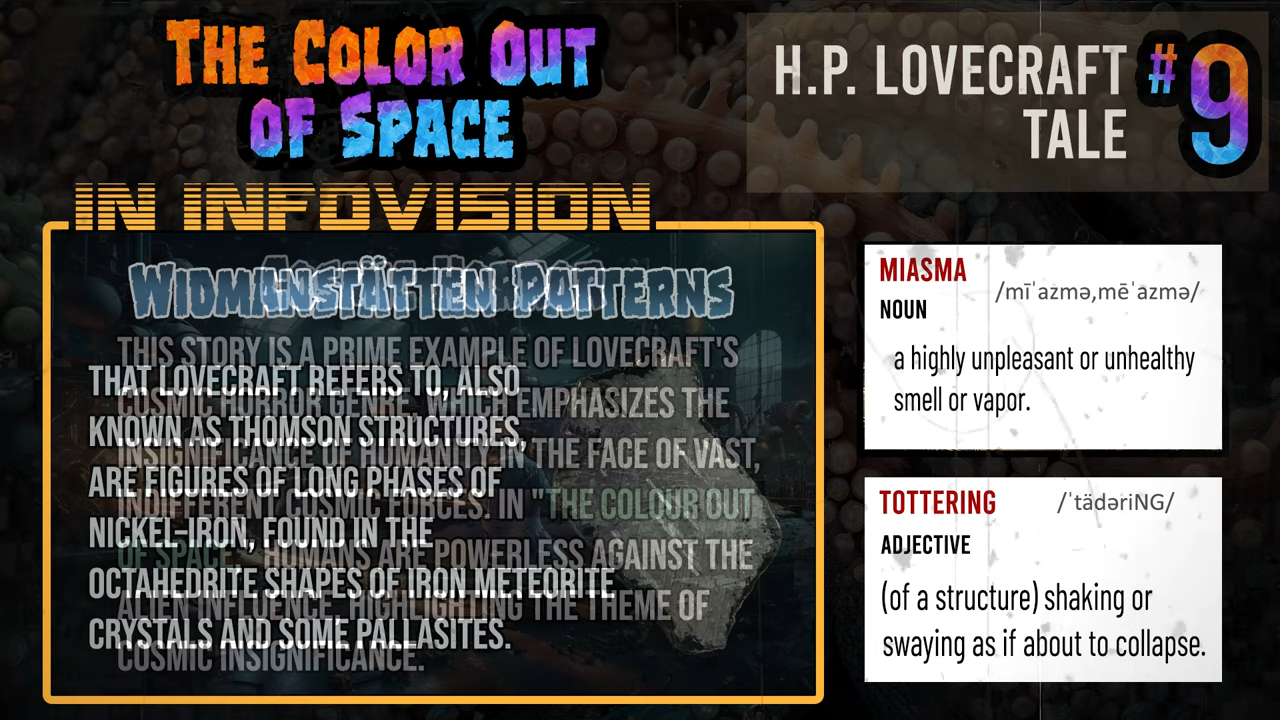 THE COLOR OUT
OF SPACE
H.P. LOVECRAFT
TALE
#9
IN INFOVISION
WIDMANSTÄTTEN PATTERNS
THIS STORY IS A PRIME EXAMPLE OF LOVECRAFT'S
COSMIC HORROR GENRE, WHICH EMPHASIZES THE
INSIGNIFICANCE OF HUMANITY IN THE FACE OF VAST,
INDIFFERENT COSMIC FORCES. IN "THE COLOUR OUT
OF SPACE," HUMANS ARE POWERLESS AGAINST THE
ALIEN INFLUENCE, HIGHLIGHTING THE THEME OF
COSMIC INSIGNIFICANCE.
THAT LOVECRAFT REFERS TO, ALSO
KNOWN AS THOMSON STRUCTURES,
ARE FIGURES OF LONG PHASES OF
NICKEL–IRON, FOUND IN THE
OCTAHEDRITE SHAPES OF IRON METEORITE
CRYSTALS AND SOME PALLASITES.
MIASMA
/mīˈazmə,mēˈazmə/
NOUN
a highly unpleasant or unhealthy
smell or vapor.
TOTTERING
/ˈtädəriNG/
ADJECTIVE
(of a structure) shaking or
swaying as if about to collapse.